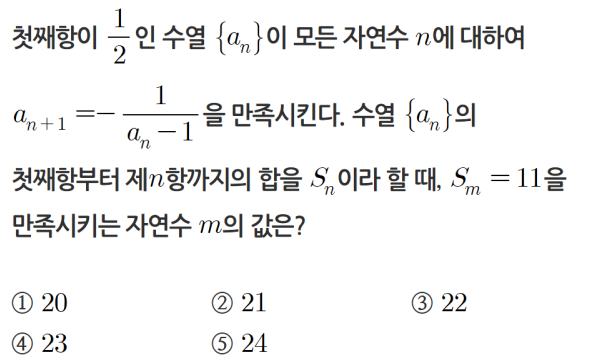 첫째항이 $\frac{1}{2}$인 수열 $\{a_n\}$이 모든 자연수 $n$에 대하여
$a_{n+1}=-\frac{1}{a_n-1}$을 만족시킨다. 수열 $\{a_n\}$의
첫째항부터 제$n$항까지의 합을 $S_n$이라 할 때, $S_m=11$을
만족시키는 자연수 $m$의 값은?
① 20 ② 21 ③ 22
④ 23 ⑤ 24